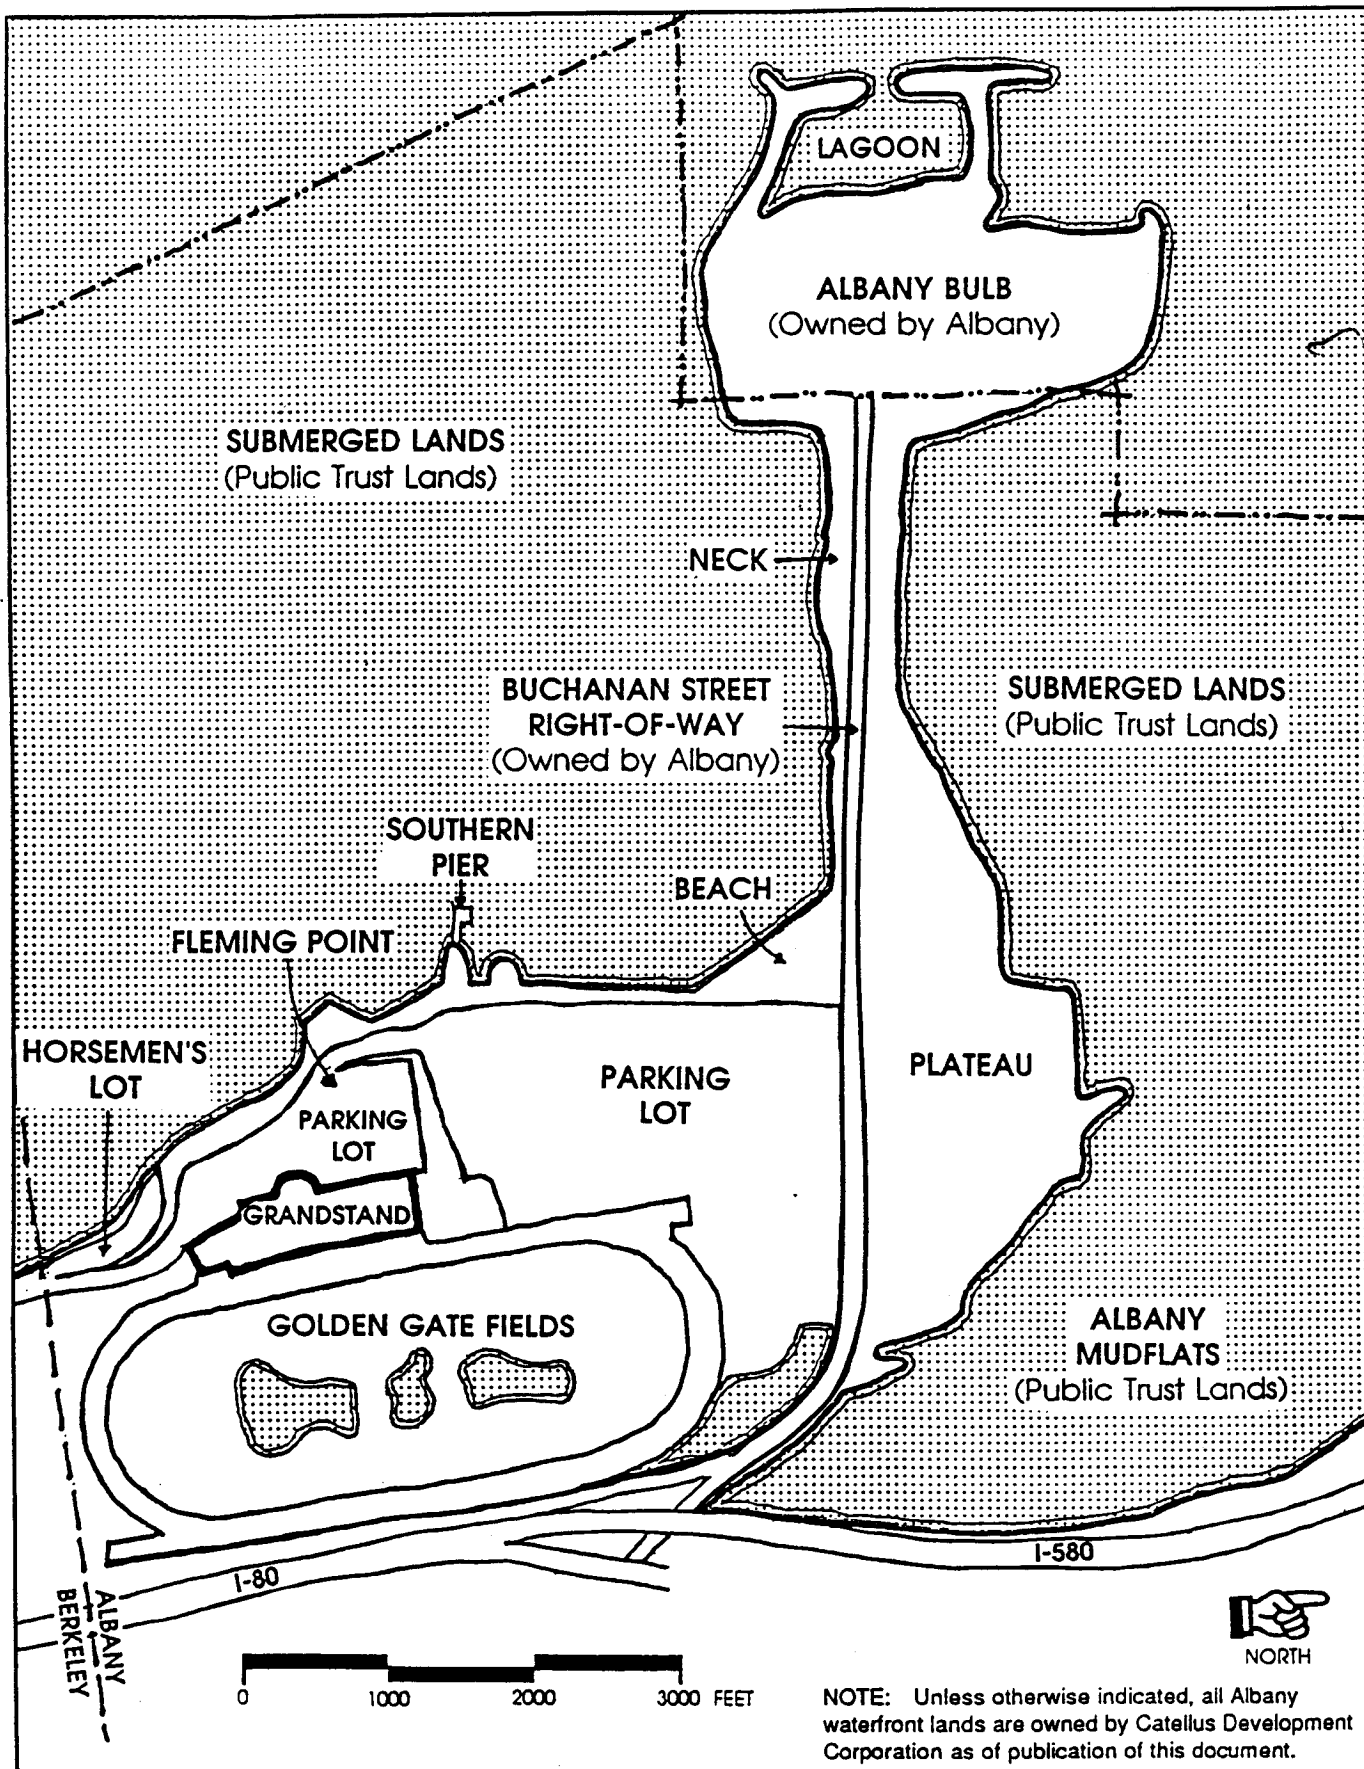 LAGOON
ALBANY BULB
(Owned by Albany)
SUBMERGED LANDS
(Public Trust Lands)
NECK
BUCHANAN STREET
RIGHT-OF-WAY
(Owned by Albany)
SUBMERGED LANDS
(Public Trust Lands)
SOUTHERN
PIER
BEACH
FLEMING POINT
HORSEMEN'S
LOT
PARKING
LOT
PLATEAU
PARKING
LOT
GRANDSTAND
GOLDEN GATE FIELDS
ALBANY
MUDFLATS
(Public Trust Lands)
I-580
I-80
ALBANY
BERKELEY
NORTH
0 1000 2000 3000 FEET
NOTE: Unless otherwise indicated, all Albany
waterfront lands are owned by Catellus Development
Corporation as of publication of this document.